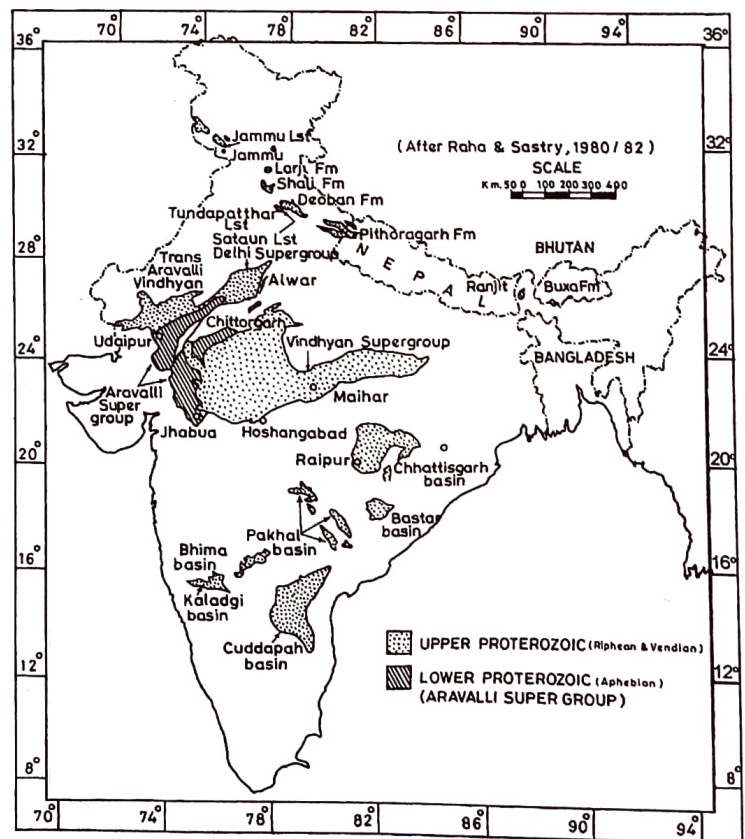 70 74 78 82 86 90 94
36° 36°
Jammu Lst
Jammu
32° 32°
(After Raha & Sastry, 1980/82)
SCALE
Km. 50 0 100 200 300 400
Larji Fm
Shali Fm
Deoban Fm
Tundapatthar
Lst
Sataun Lst
Pithoragarh Fm
28° 28°
Delhi Supergroup
NEPAL
BHUTAN
Trans
Aravalli
Vindhyan
Alwar
Ranjit
Buxa Fm
Udaipur
Chittorgarh
Vindhyan Supergroup
BANGLADESH
24° 24°
Aravalli
Super
group
Maihar
Jhabua
Hoshangabad
20° 20°
Raipur
Chhattisgarh
basin
Pakhal
basin
Bastar
basin
Bhima
basin
16° 16°
Kaladgi
basin
Cuddapah
basin
UPPER PROTEROZOIC (Riphean & Vendian)
LOWER PROTEROZOIC (Aphebian)
(ARAVALLI SUPER GROUP)
12° 12°
8° 8°
70° 74° 78° 82° 86 90 94